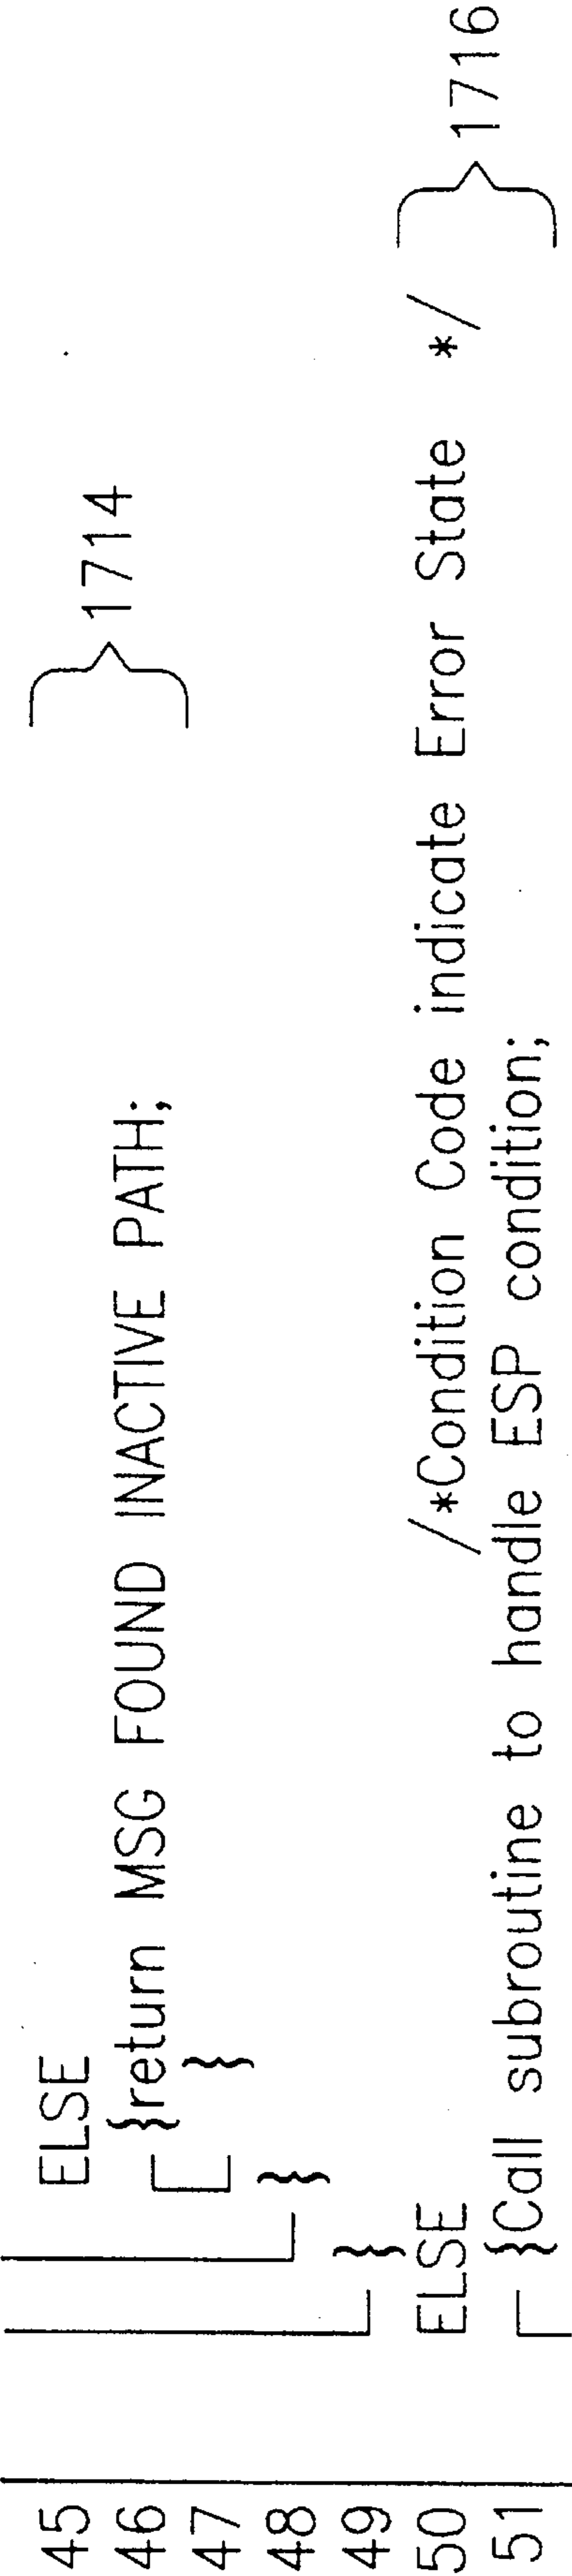 45 ELSE
46 {return MSG FOUND INACTIVE PATH; } 1714
47 }
48 }
49 }
50 ELSE /*Condition Code indicate Error State */
51 {Call subroutine to handle ESP condition; } 1716